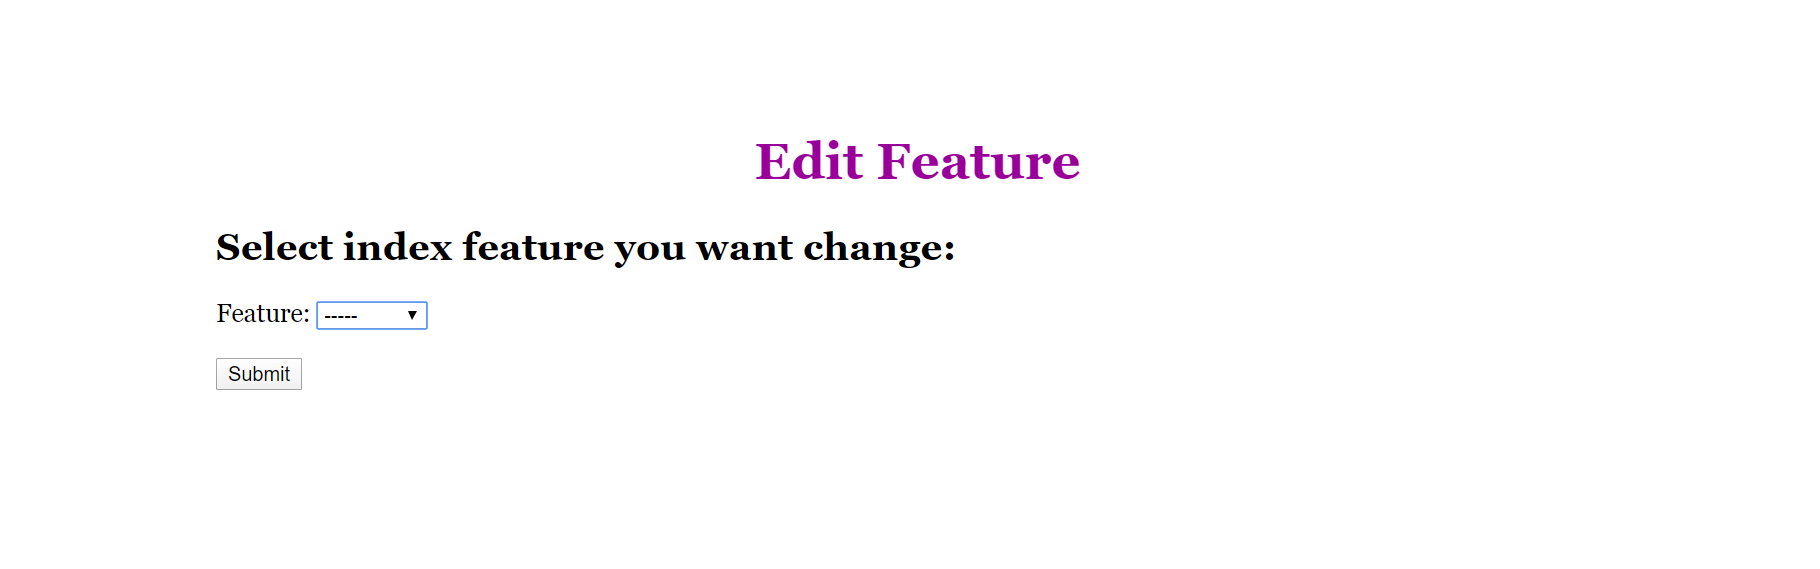 Edit Feature
Select index feature you want change:
Feature: -----
Submit